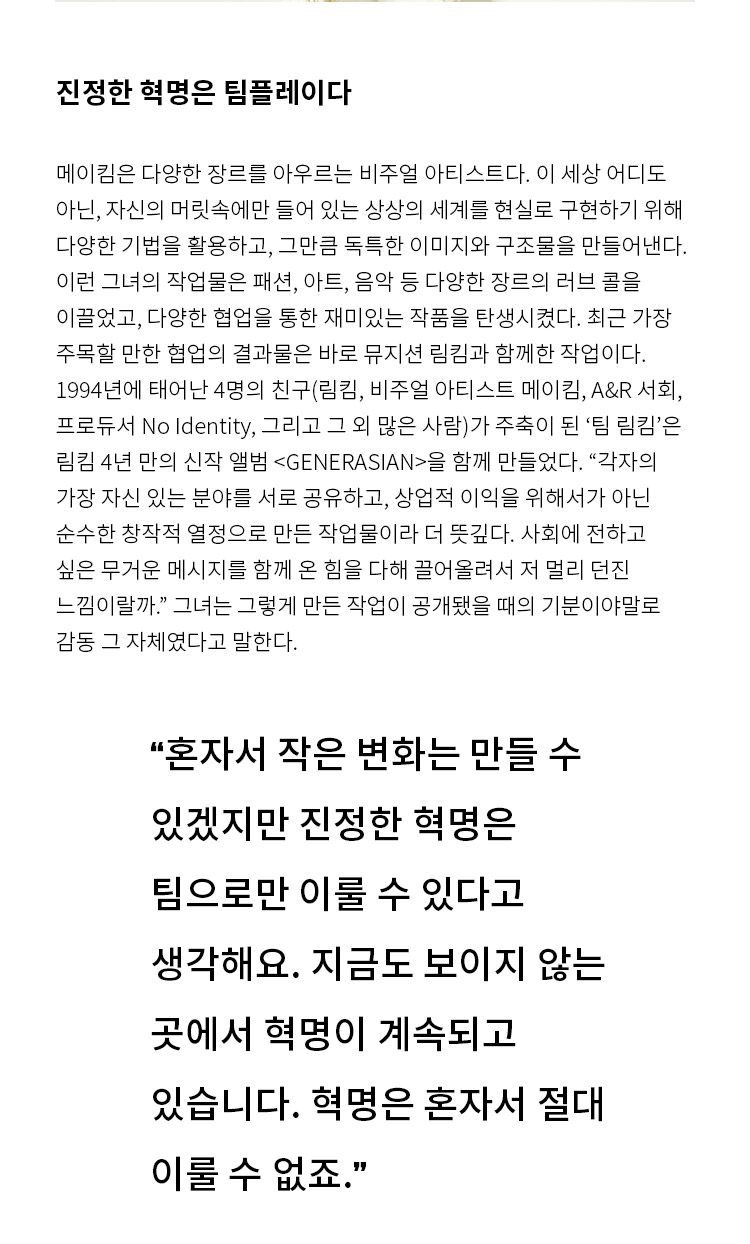 진정한 혁명은 팀플레이다
메이킴은 다양한 장르를 아우르는 비주얼 아티스트다. 이 세상 어디도
아닌, 자신의 머릿속에만 들어 있는 상상의 세계를 현실로 구현하기 위해
다양한 기법을 활용하고, 그만큼 독특한 이미지와 구조물을 만들어낸다.
이런 그녀의 작업물은 패션, 아트, 음악 등 다양한 장르의 러브 콜을
이끌었고, 다양한 협업을 통한 재미있는 작품을 탄생시켰다. 최근 가장
주목할 만한 협업의 결과물은 바로 뮤지션 림킴과 함께한 작업이다.
1994년에 태어난 4명의 친구(림킴, 비주얼 아티스트 메이킴, A&R 서회,
프로듀서 No Identity, 그리고 그 외 많은 사람)가 주축이 된 ‘팀 림킴’은
림킴 4년 만의 신작 앨범 <GENERASIAN>을 함께 만들었다. “각자의
가장 자신 있는 분야를 서로 공유하고, 상업적 이익을 위해서가 아닌
순수한 창작적 열정으로 만든 작업물이라 더 뜻깊다. 사회에 전하고
싶은 무거운 메시지를 함께 온 힘을 다해 끌어올려서 저 멀리 던진
느낌이랄까.” 그녀는 그렇게 만든 작업이 공개됐을 때의 기분이야말로
감동 그 자체였다고 말한다.
“혼자서 작은 변화는 만들 수
있겠지만 진정한 혁명은
팀으로만 이룰 수 있다고
생각해요. 지금도 보이지 않는
곳에서 혁명이 계속되고
있습니다. 혁명은 혼자서 절대
이룰 수 없죠.”